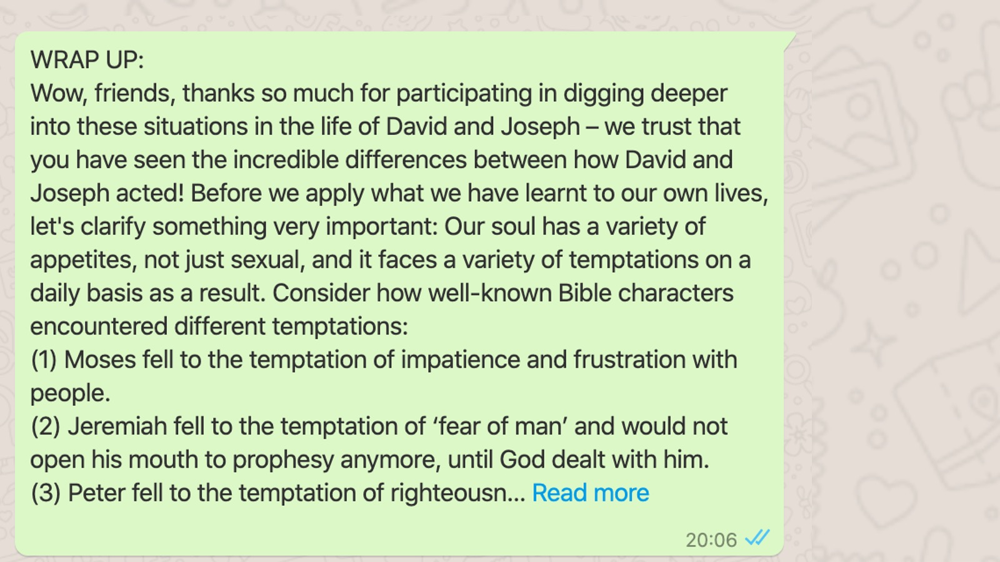 WRAP UP:
Wow, friends, thanks so much for participating in digging deeper
into these situations in the life of David and Joseph – we trust that
you have seen the incredible differences between how David and
Joseph acted! Before we apply what we have learnt to our own lives,
let's clarify something very important: Our soul has a variety of
appetites, not just sexual, and it faces a variety of temptations on a
daily basis as a result. Consider how well-known Bible characters
encountered different temptations:
(1) Moses fell to the temptation of impatience and frustration with
people.
(2) Jeremiah fell to the temptation of ‘fear of man’ and would not
open his mouth to prophesy anymore, until God dealt with him.
(3) Peter fell to the temptation of righteousn... Read more
20:06